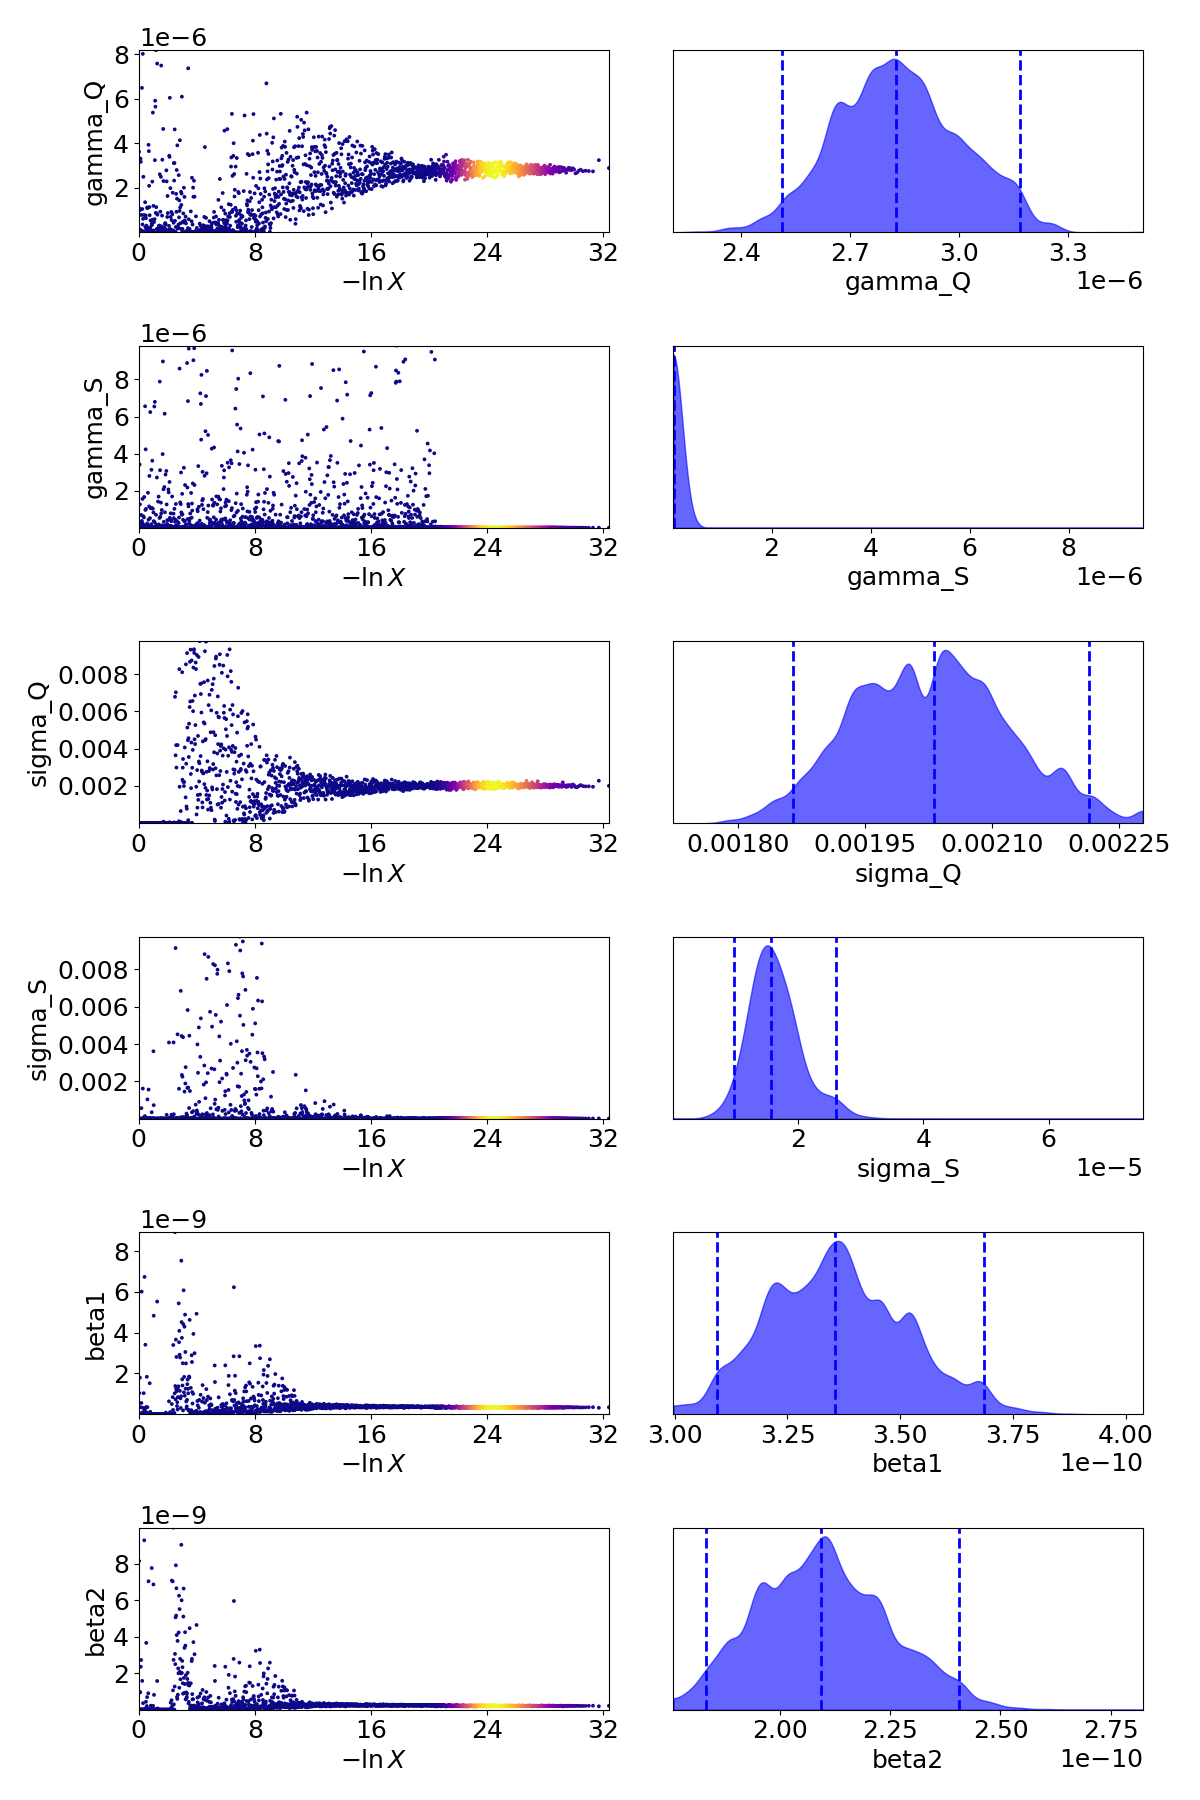 1e−6
8
6
4
2
gamma_Q
0 8 16 24 32
−ln X
2.4 2.7 3.0 3.3
gamma_Q 1e−6
1e−6
8
6
4
2
gamma_S
0 8 16 24 32
−ln X
2 4 6 8
gamma_S 1e−6
0.008
0.006
0.004
0.002
sigma_Q
0 8 16 24 32
−ln X
0.00180 0.00195 0.00210 0.00225
sigma_Q
0.008
0.006
0.004
0.002
sigma_S
0 8 16 24 32
−ln X
2 4 6
sigma_S 1e−5
1e−9
8
6
4
2
beta1
0 8 16 24 32
−ln X
3.00 3.25 3.50 3.75 4.00
beta1 1e−10
1e−9
8
6
4
2
beta2
0 8 16 24 32
−ln X
2.00 2.25 2.50 2.75
beta2 1e−10